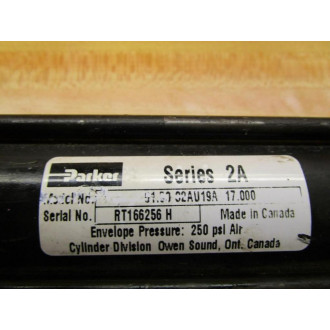 Parker Series 2A
Model No. 01.50 C2AU19A 17.000
Serial No. RT166256 H Made in Canada
Envelope Pressure: 250 psi Air
Cylinder Division Owen Sound, Ont. Canada